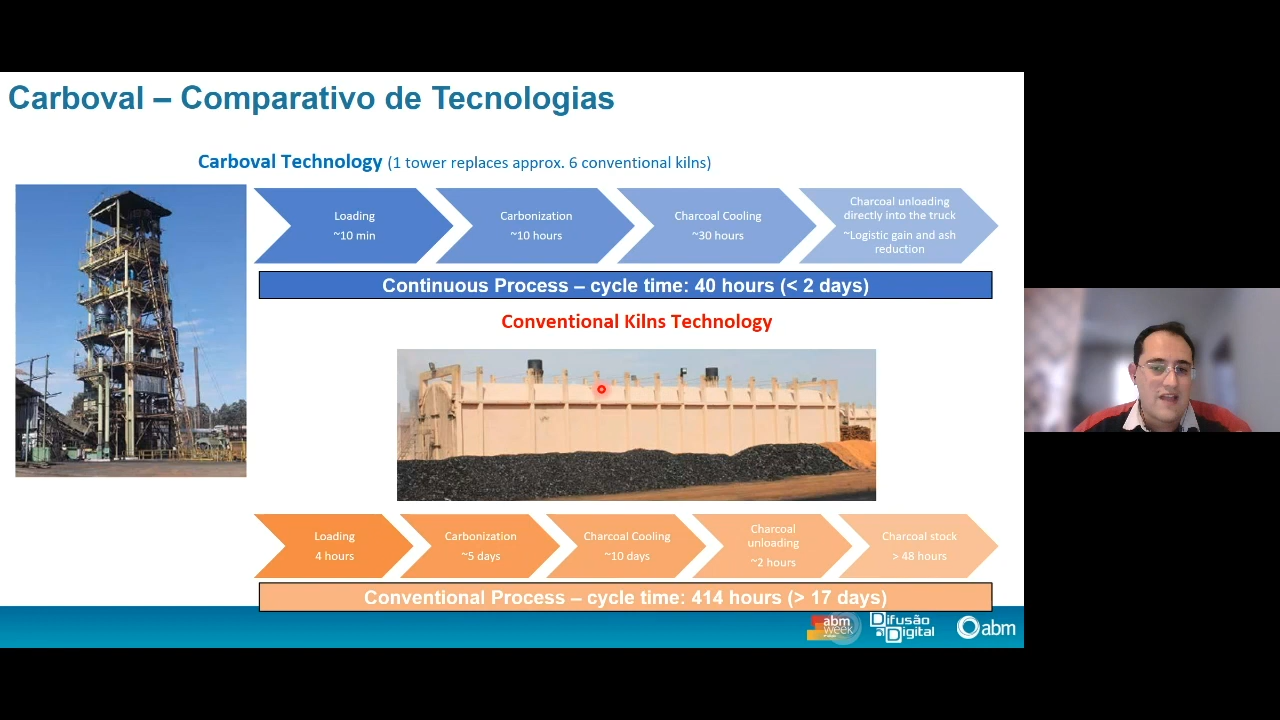 Carboval – Comparativo de Tecnologias
Carboval Technology (1 tower replaces approx. 6 conventional kilns)
Loading
~10 min
Carbonization
~10 hours
Charcoal Cooling
~30 hours
Charcoal unloading
directly into the truck
~Logistic gain and ash
reduction
Continuous Process – cycle time: 40 hours (< 2 days)
Conventional Kilns Technology
Loading
4 hours
Carbonization
~5 days
Charcoal Cooling
~10 days
Charcoal
unloading
~2 hours
Charcoal stock
> 48 hours
Conventional Process – cycle time: 414 hours (> 17 days)
abm
week
Difusão
Digital
abm